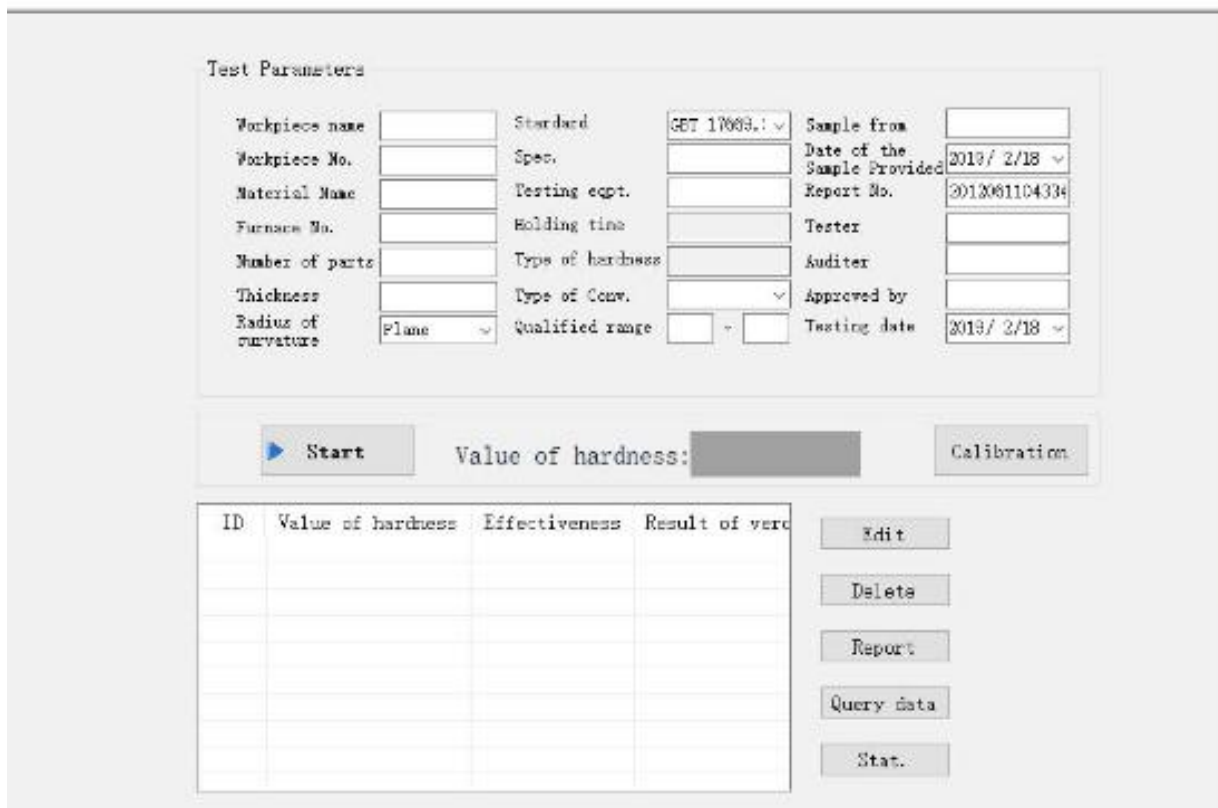 Test Parameters
Workpiece name
Standard
GBT 17669.
Sample from
Workpiece No.
Spec.
Date of the Sample Provided
2019/ 2/18
Material Name
Testing eqpt.
Report No.
Furnace No.
Holding time
Tester
Number of parts
Type of hardness
Auditer
Thickness
Type of Conv.
Approved by
Radius of curvature
Plane
Qualified range
-
Testing date
2019/ 2/18
Start
Value of hardness:
Calibration
ID Value of hardness Effectiveness Result of verd
Edit
Delete
Report
Query data
Stat.